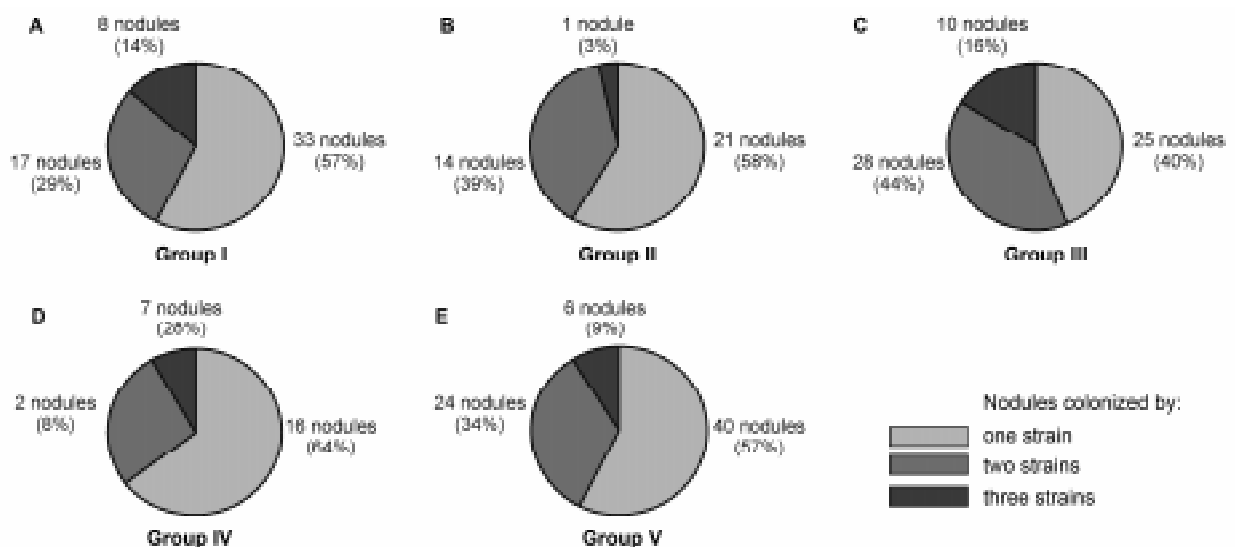 A
8 nodules
(14%)
33 nodules
(57%)
17 nodules
(29%)
Group I
B
1 nodule
(3%)
21 nodules
(58%)
14 nodules
(39%)
Group II
C
10 nodules
(16%)
25 nodules
(40%)
28 nodules
(44%)
Group III
D
7 nodules
(28%)
2 nodules
(8%)
16 nodules
(64%)
Group IV
E
6 nodules
(9%)
24 nodules
(34%)
40 nodules
(57%)
Group V
Nodules colonized by:
one strain
two strains
three strains